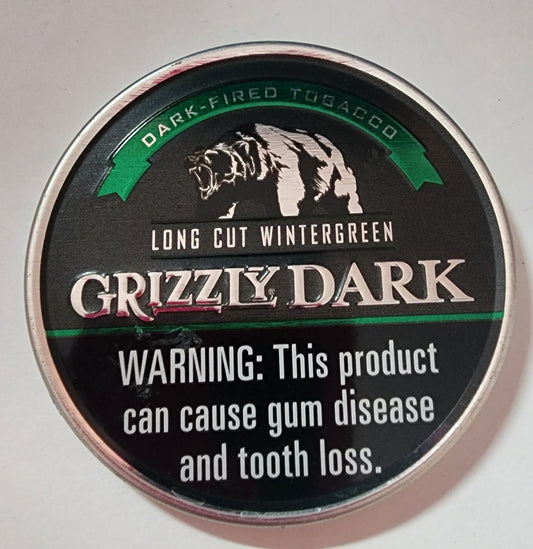 DARK-FIRED TOBACCO
LONG CUT WINTERGREEN
GRIZZLY DARK
WARNING: This product
can cause gum disease
and tooth loss.